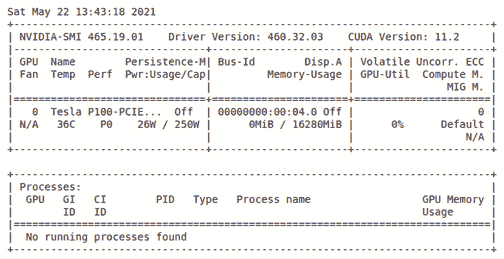 Sat May 22 13:43:18 2021
+-----------------------------------------------------------------------------+
| NVIDIA-SMI 465.19.01    Driver Version: 460.32.03    CUDA Version: 11.2     |
|-------------------------------+----------------------+----------------------+
| GPU  Name        Persistence-M| Bus-Id        Disp.A | Volatile Uncorr. ECC |
| Fan  Temp  Perf  Pwr:Usage/Cap|         Memory-Usage | GPU-Util  Compute M. |
|                               |                      |               MIG M. |
|===============================+======================+======================|
|   0  Tesla P100-PCIE...  Off  | 00000000:00:04.0 Off |                    0 |
| N/A   36C    P0    26W / 250W |      0MiB / 16280MiB |      0%      Default |
|                               |                      |                  N/A |
+-------------------------------+----------------------+----------------------+
+-----------------------------------------------------------------------------+
| Processes:                                                                  |
|  GPU   GI   CI        PID   Type   Process name                  GPU Memory |
|        ID   ID                                                   Usage      |
|=============================================================================|
|  No running processes found                                                 |
+-----------------------------------------------------------------------------+